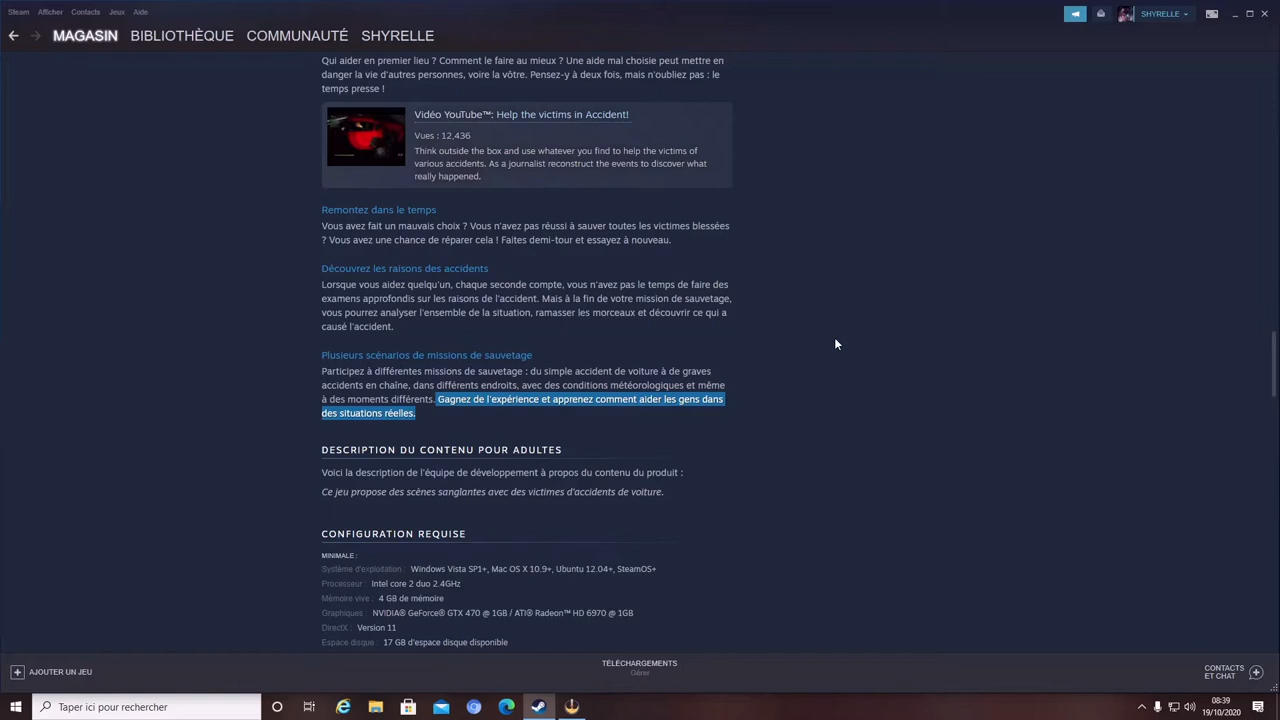 Steam Afficher Contacts Jeux Aide
SHYRELLE
MAGASIN BIBLIOTHÈQUE COMMUNAUTÉ SHYRELLE
Qui aider en premier lieu ? Comment le faire au mieux ? Une aide mal choisie peut mettre en
danger la vie d'autres personnes, voire la vôtre. Pensez-y à deux fois, mais n'oubliez pas : le
temps presse !
Vidéo YouTube™: Help the victims in Accident!
Vues : 12,436
Think outside the box and use whatever you find to help the victims of
various accidents. As a journalist reconstruct the events to discover what
really happened.
Remontez dans le temps
Vous avez fait un mauvais choix ? Vous n'avez pas réussi à sauver toutes les victimes blessées
? Vous avez une chance de réparer cela ! Faites demi-tour et essayez à nouveau.
Découvrez les raisons des accidents
Lorsque vous aidez quelqu'un, chaque seconde compte, vous n'avez pas le temps de faire des
examens approfondis sur les raisons de l'accident. Mais à la fin de votre mission de sauvetage,
vous pourrez analyser l'ensemble de la situation, ramasser les morceaux et découvrir ce qui a
causé l'accident.
Plusieurs scénarios de missions de sauvetage
Participez à différentes missions de sauvetage : du simple accident de voiture à de graves
accidents en chaîne, dans différents endroits, avec des conditions météorologiques et même
à des moments différents. Gagnez de l'expérience et apprenez comment aider les gens dans
des situations réelles.
DESCRIPTION DU CONTENU POUR ADULTES
Voici la description de l'équipe de développement à propos du contenu du produit :
Ce jeu propose des scènes sanglantes avec des victimes d'accidents de voiture.
CONFIGURATION REQUISE
MINIMALE :
Système d'exploitation : Windows Vista SP1+, Mac OS X 10.9+, Ubuntu 12.04+, SteamOS+
Processeur : Intel core 2 duo 2.4GHz
Mémoire vive : 4 GB de mémoire
Graphiques : NVIDIA® GeForce® GTX 470 @ 1GB / ATI® Radeon™ HD 6970 @ 1GB
DirectX : Version 11
Espace disque : 17 GB d'espace disque disponible
AJOUTER UN JEU
TÉLÉCHARGEMENTS
Gérer
CONTACTS
ET CHAT
Taper ici pour rechercher
08:39
19/10/2020